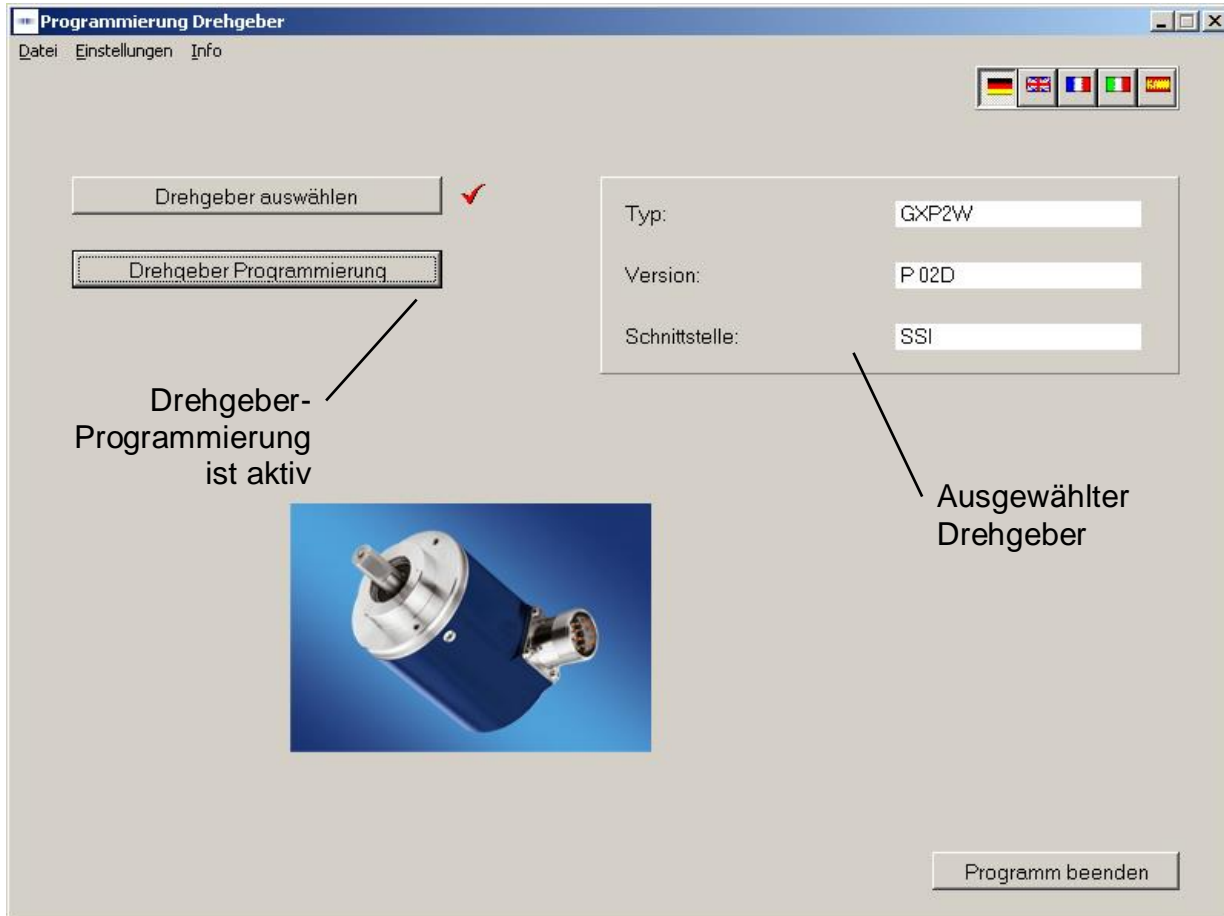 Programmierung Drehgeber
Datei Einstellungen Info
Drehgeber auswählen
Drehgeber Programmierung
Typ: GXP2W
Version: P 02D
Schnittstelle: SSI
Drehgeber-
Programmierung
ist aktiv
Ausgewählter
Drehgeber
Programm beenden